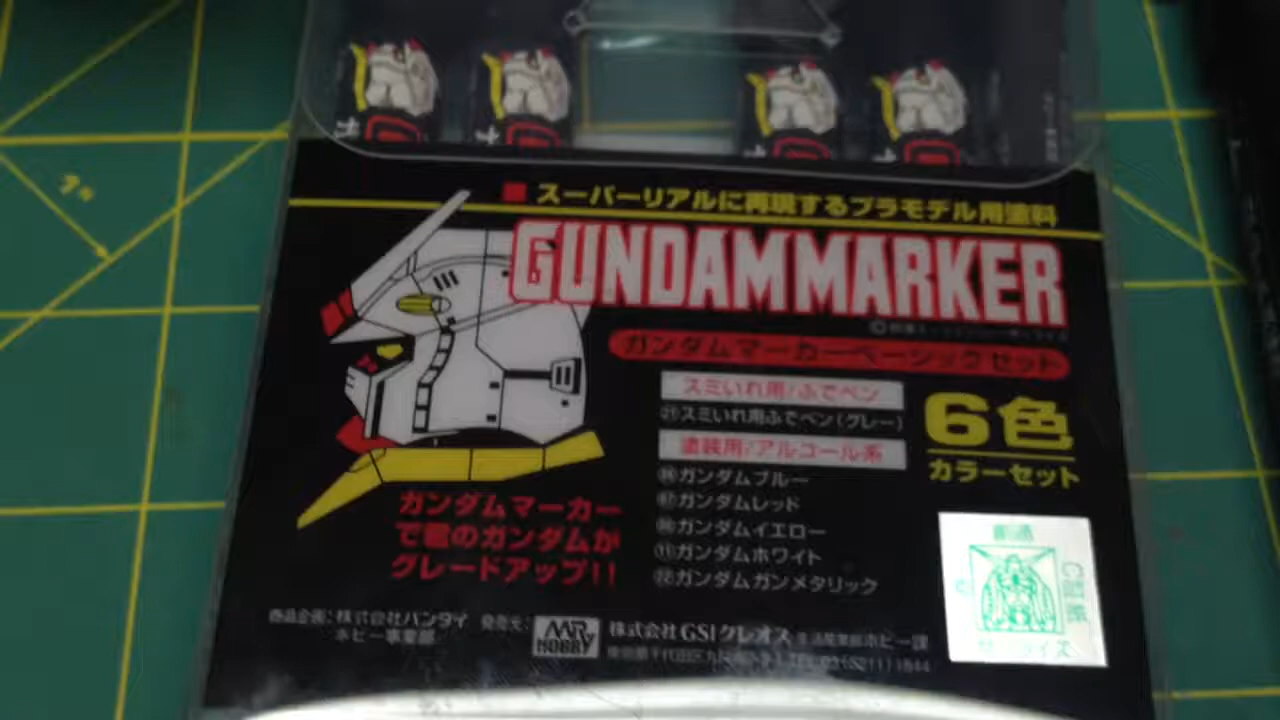 ■ スーパーリアルに再現するプラモデル用塗料
GUNDAMMARKER
ガンダムマーカーベーシックセット
スミいれ用/ふでペン
スミいれ用ふでペン(グレー)
塗装用/アルコール系
ガンダムブルー
ガンダムレッド
ガンダムイエロー
ガンダムホワイト
ガンダムガンメタリック
6色
カラーセット
ガンダムマーカー
で君のガンダムが
グレードアップ!!
商品企画:株式会社バンダイ
ホビー事業部
発売元:
MR HOBBY
株式会社GSIクレオス
ホビー課